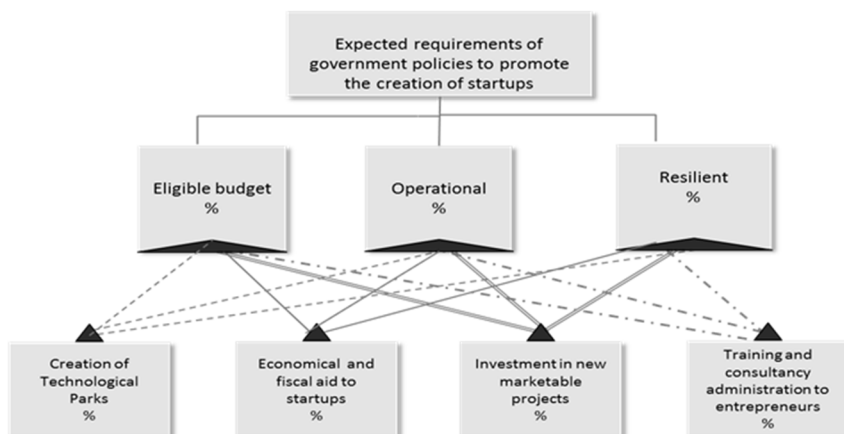 Expected requirements of
government policies to promote
the creation of startups
Eligible budget
%
Operational
%
Resilient
%
Creation of
Technological
Parks
%
Economical and
fiscal aid to
startups
%
Investment in new
marketable
projects
%
Training and
consultancy
administration to
entrepreneurs
%